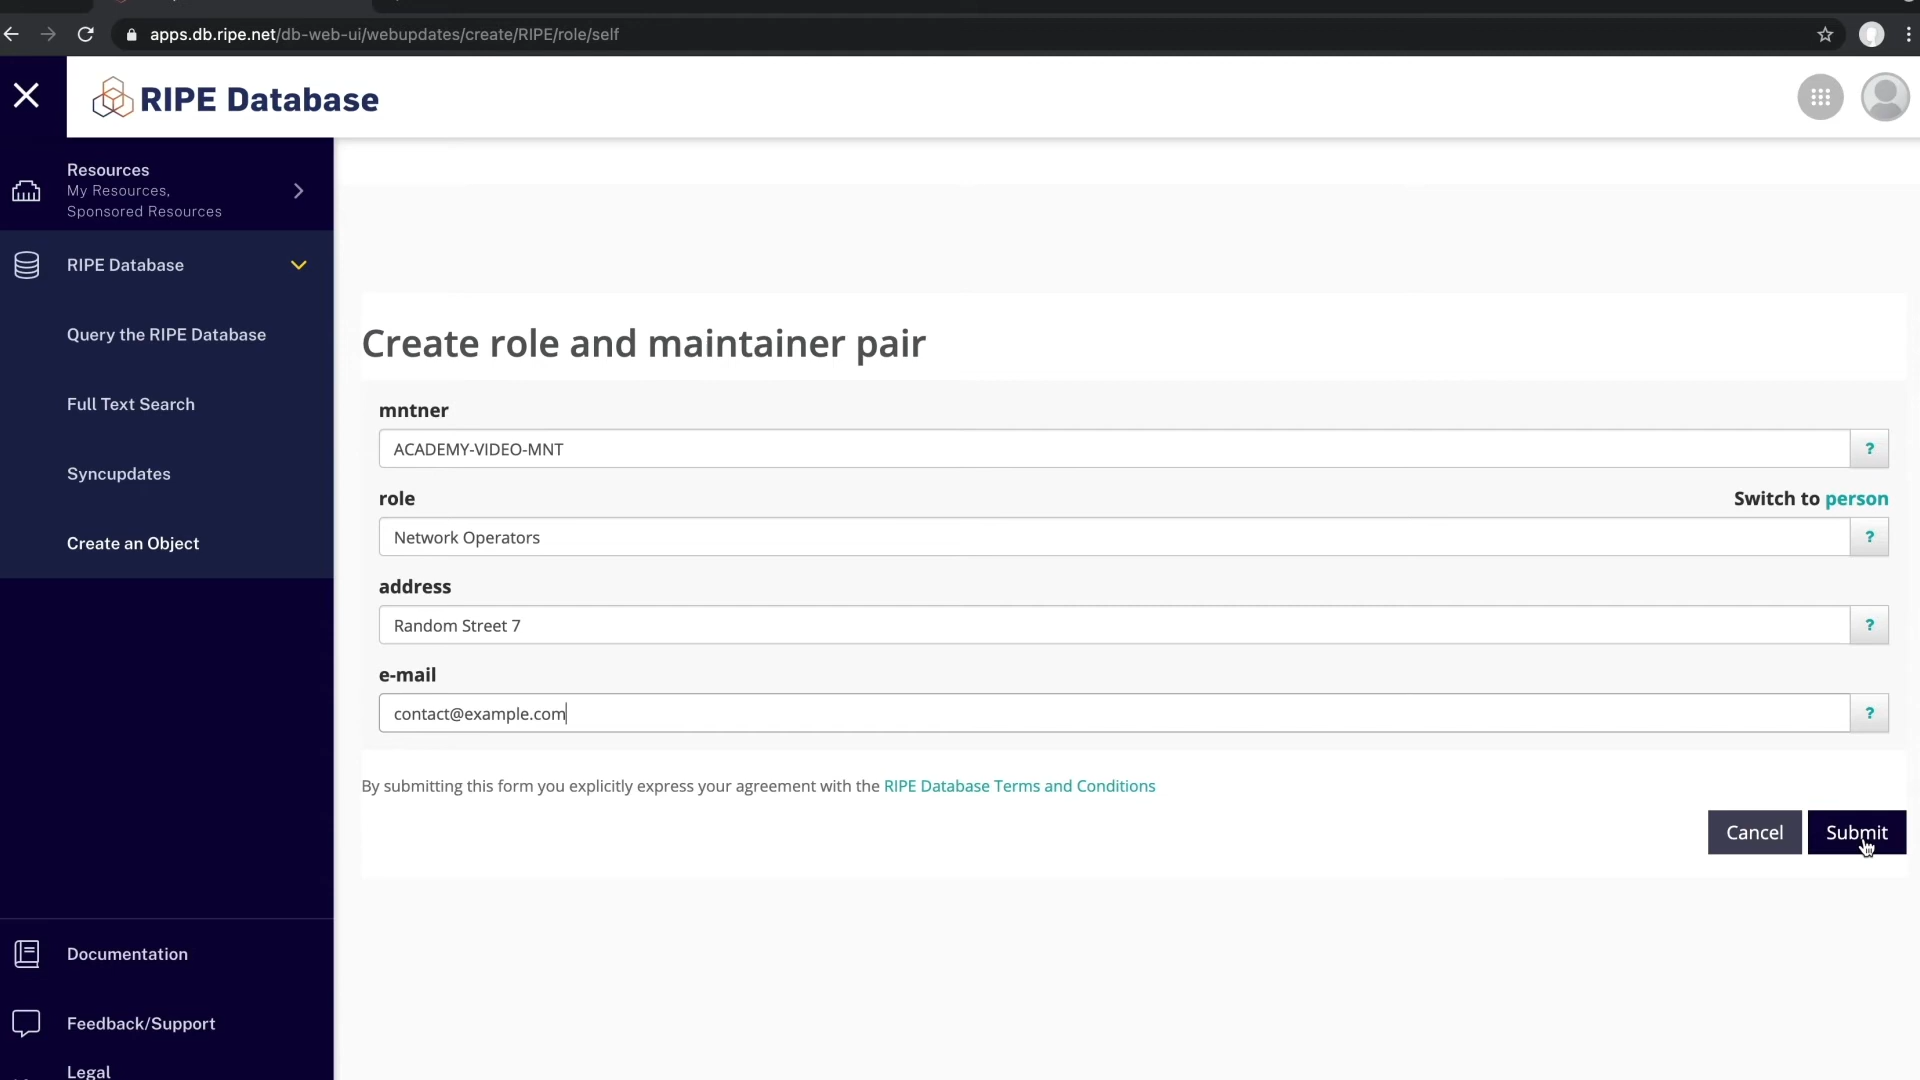 apps.db.ripe.net/db-web-ui/webupdates/create/RIPE/role/self
RIPE Database
Resources
My Resources,
Sponsored Resources
RIPE Database
Query the RIPE Database
Full Text Search
Syncupdates
Create an Object
Create role and maintainer pair
mntner
ACADEMY-VIDEO-MNT
?
role
Switch to person
Network Operators
?
address
Random Street 7
?
e-mail
contact@example.com
?
By submitting this form you explicitly express your agreement with the RIPE Database Terms and Conditions
Cancel
Submit
Documentation
Feedback/Support
Legal